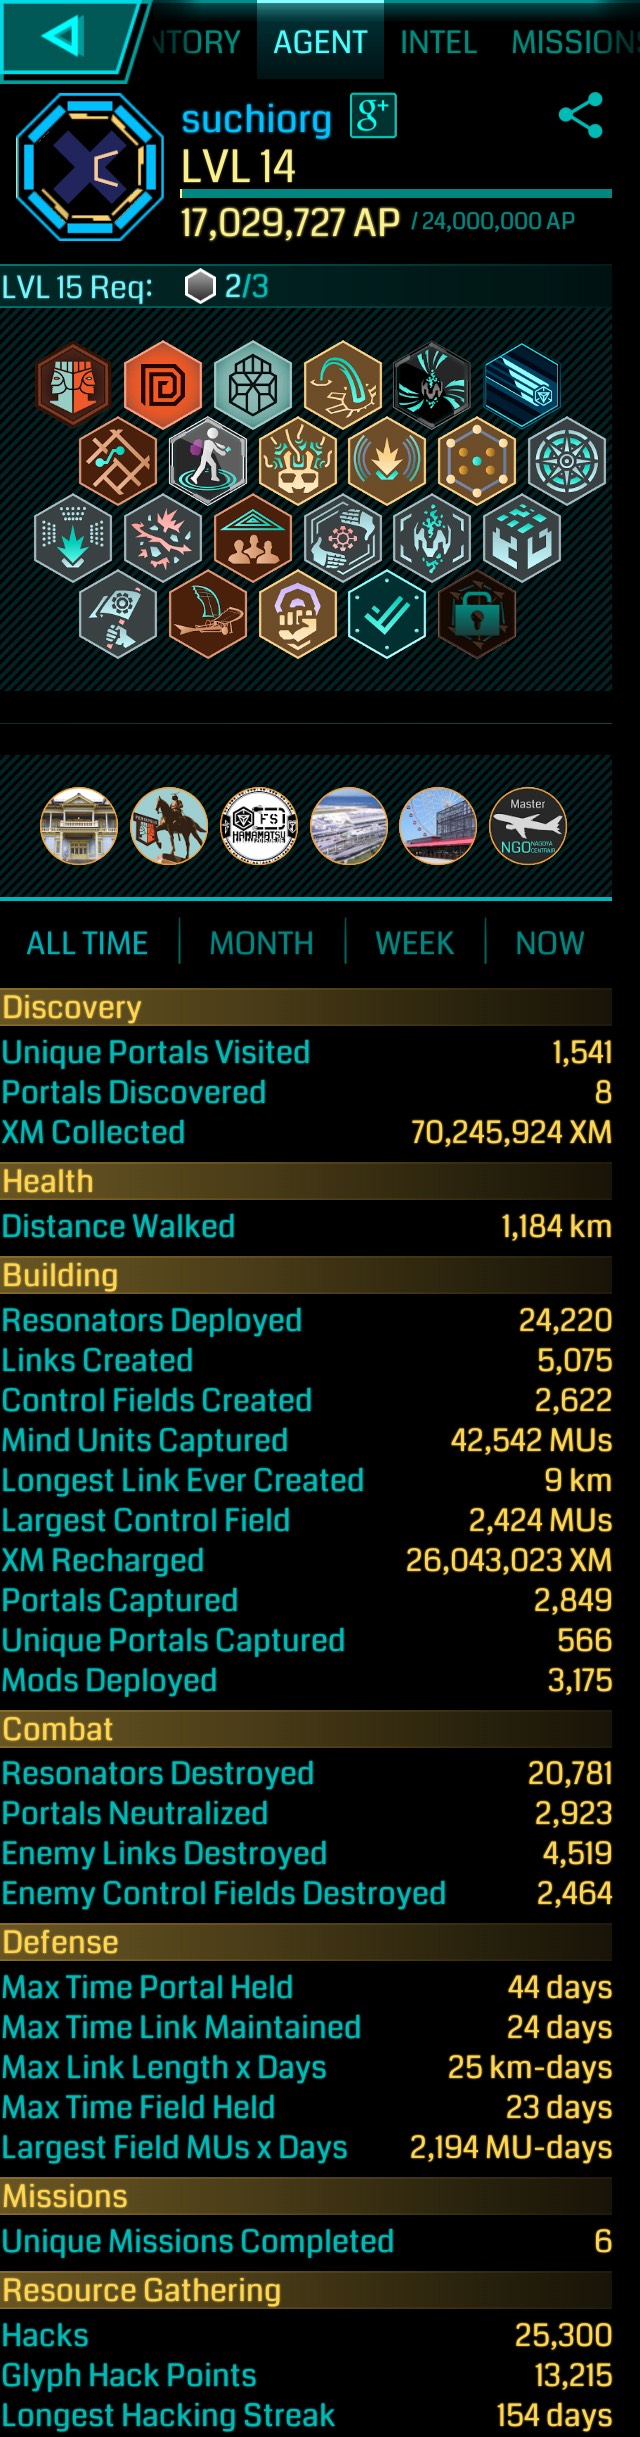 NTORY AGENT INTEL MISSIONS
suchiorg g+
LVL 14
17,029,727 AP / 24,000,000 AP
LVL 15 Req: 2/3
FS
HAMAMATSU
Master
NGO NAGOYA CENTRAIR
ALL TIME MONTH WEEK NOW
Discovery
Unique Portals Visited 1,541
Portals Discovered 8
XM Collected 70,245,924 XM
Health
Distance Walked 1,184 km
Building
Resonators Deployed 24,220
Links Created 5,075
Control Fields Created 2,622
Mind Units Captured 42,542 MUs
Longest Link Ever Created 9 km
Largest Control Field 2,424 MUs
XM Recharged 26,043,023 XM
Portals Captured 2,849
Unique Portals Captured 566
Mods Deployed 3,175
Combat
Resonators Destroyed 20,781
Portals Neutralized 2,923
Enemy Links Destroyed 4,519
Enemy Control Fields Destroyed 2,464
Defense
Max Time Portal Held 44 days
Max Time Link Maintained 24 days
Max Link Length x Days 25 km-days
Max Time Field Held 23 days
Largest Field MUs x Days 2,194 MU-days
Missions
Unique Missions Completed 6
Resource Gathering
Hacks 25,300
Glyph Hack Points 13,215
Longest Hacking Streak 154 days